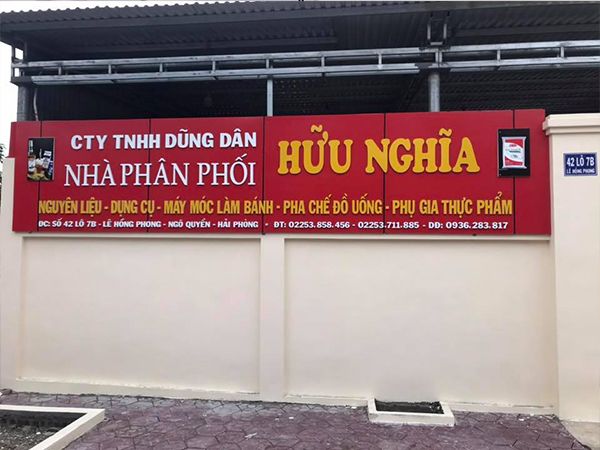 CTY TNHH DŨNG DÂN
NHÀ PHÂN PHỐI
HỮU NGHĨA
NGUYÊN LIỆU - DỤNG CỤ - MÁY MÓC LÀM BÁNH - PHA CHẾ ĐỒ UỐNG - PHỤ GIA THỰC PHẨM
ĐC: SỐ 42 LÔ 7B - LÊ HỒNG PHONG - NGÔ QUYỀN - HẢI PHÒNG - ĐT: 02253.858.456 - 02253.711.885 - DĐ: 0936.283.817
42 LÔ 7B
LÊ HỒNG PHONG